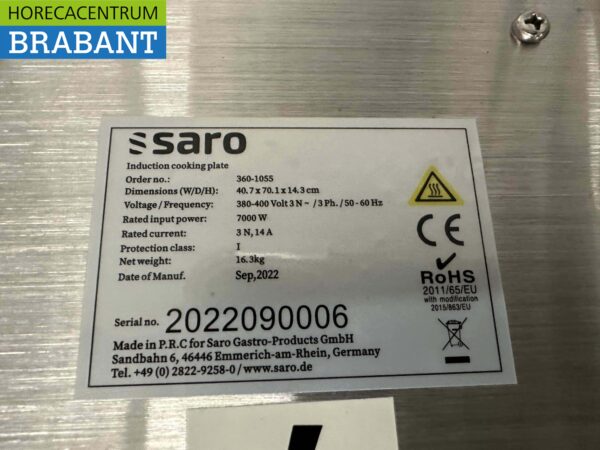 HORECACENTRUM
BRABANT
saro
Induction cooking plate
Order no.: 360-1055
Dimensions (W/D/H): 40.7 x 70.1 x 14.3 cm
Voltage / Frequency: 380-400 Volt 3 N ~ / 3 Ph. / 50 - 60 Hz
Rated input power: 7000 W
Rated current: 3 N, 14 A
Protection class: I
Net weight: 16.3kg
Date of Manuf. Sep,2022
CE
RoHS
2011/65/EU
with modification
2015/863/EU
Serial no. 2022090006
Made in P.R.C for Saro Gastro-Products GmbH
Sandbahn 6, 46446 Emmerich-am-Rhein, Germany
Tel. +49 (0) 2822-9258-0 / www.saro.de